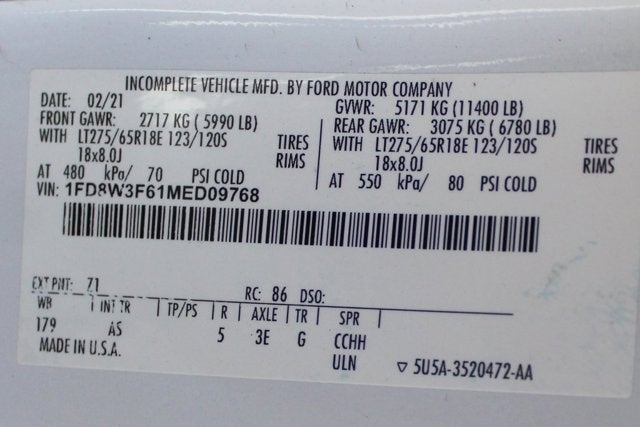 INCOMPLETE VEHICLE MFD. BY FORD MOTOR COMPANY
DATE: 02/21 GVWR: 5171 KG (11400 LB)
FRONT GAWR: 2717 KG ( 5990 LB) REAR GAWR: 3075 KG ( 6780 LB)
WITH LT275/65R18E 123/120S TIRES WITH LT275/65R18E 123/120S TIRES
18x8.0J RIMS 18x8.0J RIMS
AT 480 kPa/ 70 PSI COLD AT 550 kPa/ 80 PSI COLD
VIN: 1FD8W3F61MED09768
EXT PNT: Z1 RC: 86 DSO:
WB | INT TR | TP/PS | R | AXLE | TR | SPR |
179 AS 5 3E G CCHH
MADE IN U.S.A. ULN ▽ 5U5A-3520472-AA